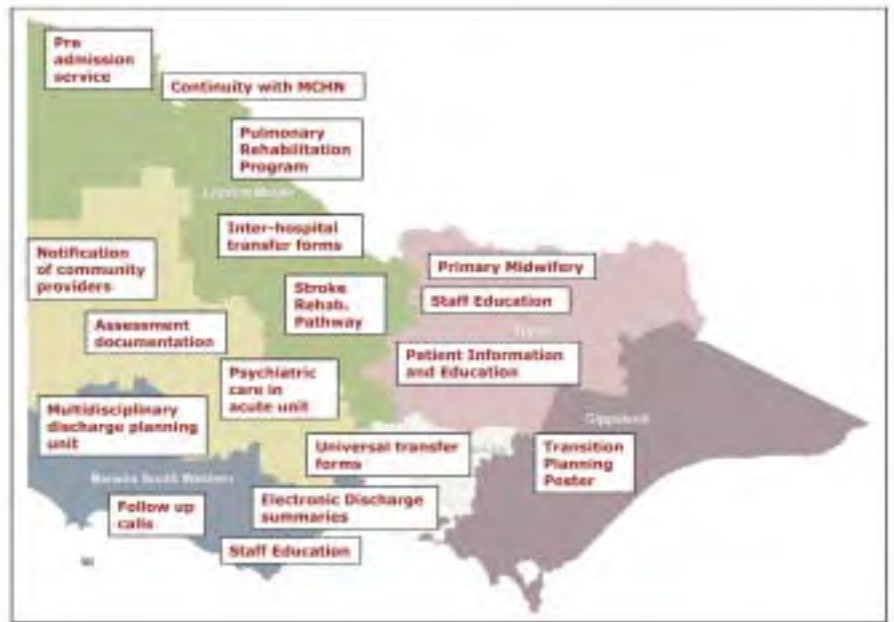 Pre
admission
service
Continuity with MCHN
Pulmonary
Rehabilitation
Program
Loddon Mallee
Inter-hospital
transfer forms
Notification
of community
providers
Primary Midwifery
Stroke
Rehab.
Pathway
Staff Education
Assessment
documentation
Hume
Patient Information
and Education
Psychiatric
care in
acute unit
Multidisciplinary
discharge planning
unit
Gippsland
Universal transfer
forms
Transition
Planning
Poster
Barwon South Western
Follow up
calls
Electronic Discharge
summaries
Staff Education